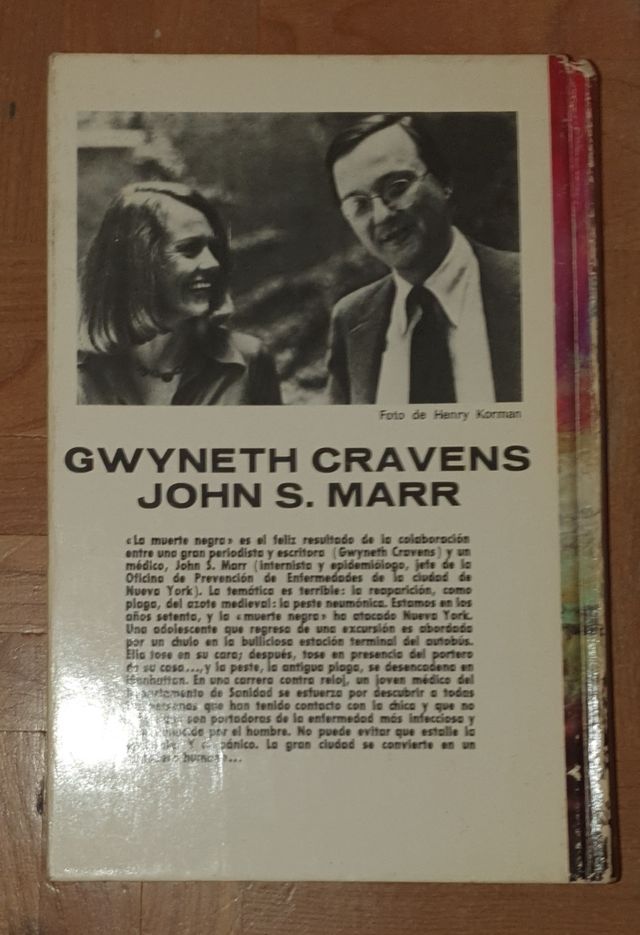 Foto de Henry Korman
GWYNETH CRAVENS
JOHN S. MARR
«La muerte negra» es el feliz resultado de la colaboración
entre una gran periodista y escritora (Gwyneth Cravens) y un
médico, John S. Marr (internista y epidemiólogo, jefe de la
Oficina de Prevención de Enfermedades de la ciudad de
Nueva York). La temática es terrible: la reaparición, como
plaga, del azote medieval: la peste neumónica. Estamos en los
años setenta, y la «muerte negra» ha atacado Nueva York.
Una adolescente que regresa de una excursión es abordada
por un chulo en la bulliciosa estación terminal del autobús.
Ella tose en su cara; después, tose en presencia del portero
de su casa..., y la peste, la antigua plaga, se desencadena en
Manhattan. En una carrera contra reloj, un joven médico del
Departamento de Sanidad se esfuerza por descubrir a todas
personas que han tenido contacto con la chica y que no
son portadoras de la enfermedad más infecciosa y
por el hombre. No puede evitar que estalle la
Y el pánico. La gran ciudad se convierte en un